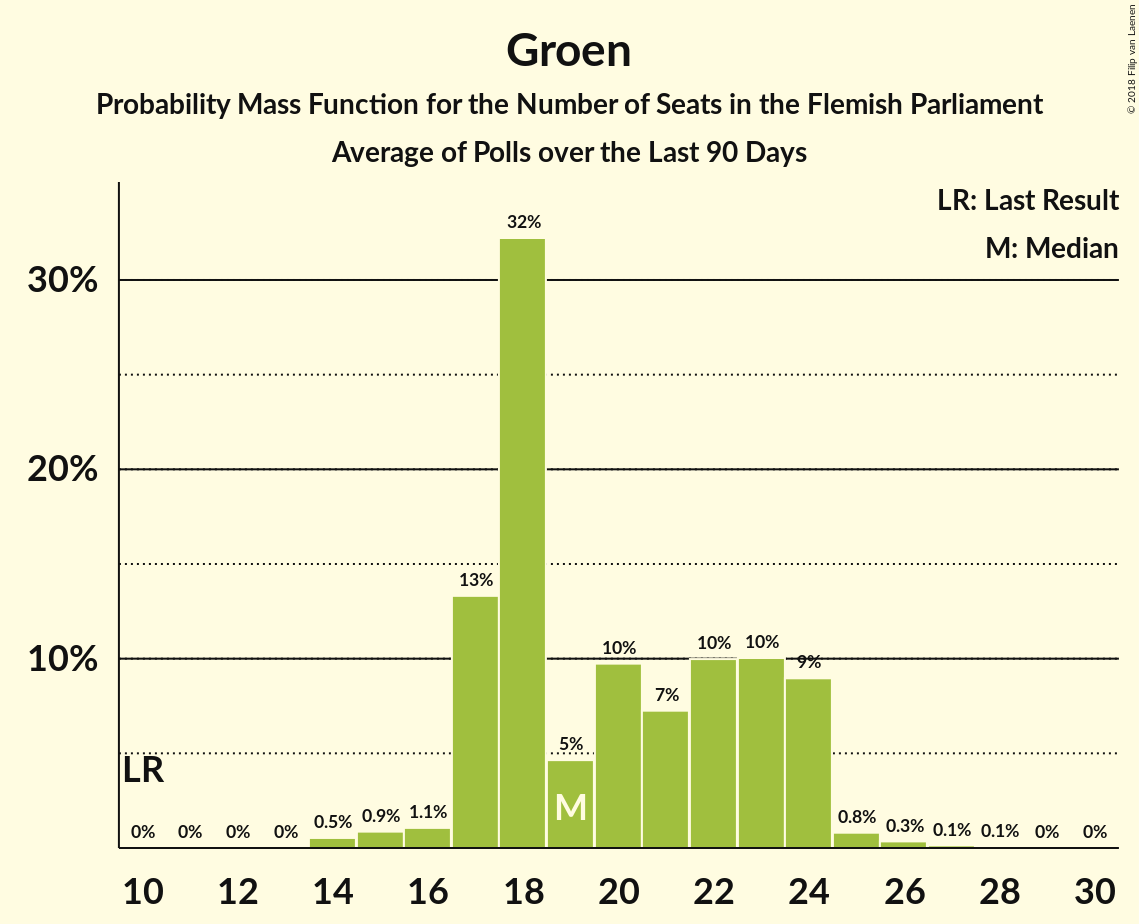 Groen
Probability Mass Function for the Number of Seats in the Flemish Parliament
Average of Polls over the Last 90 Days
© 2018 Filip van Laenen
LR: Last Result
M: Median
30%
20%
10%
32%
13%
10%
10%
10%
9%
7%
5%
LR
M
0% 0% 0% 0% 0.5% 0.9% 1.1% 0.8% 0.3% 0.1% 0.1% 0% 0%
10 12 14 16 18 20 22 24 26 28 30